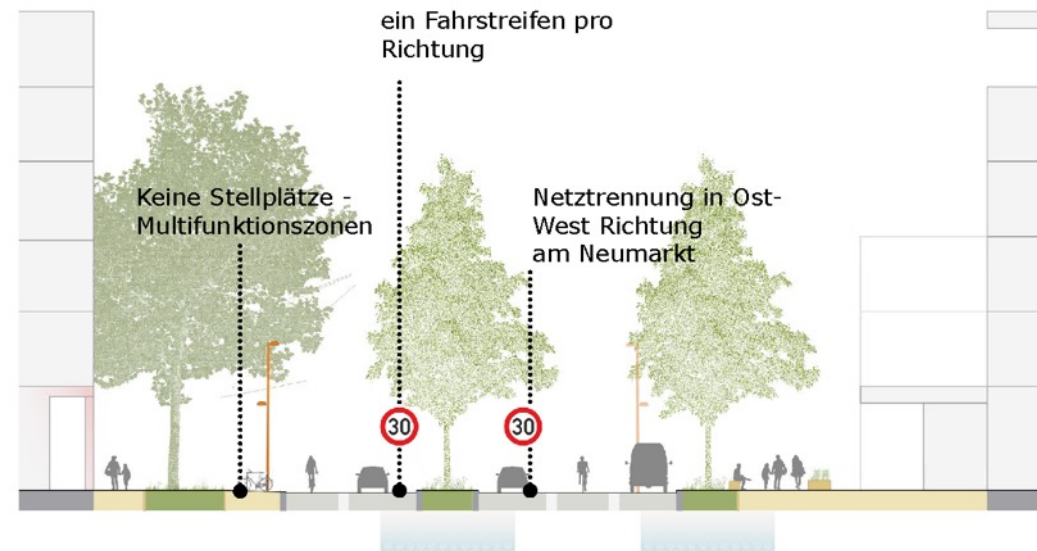 ein Fahrstreifen pro
Richtung
Keine Stellplätze -
Multifunktionszonen
Netztrennung in Ost-
West Richtung
am Neumarkt
30
30